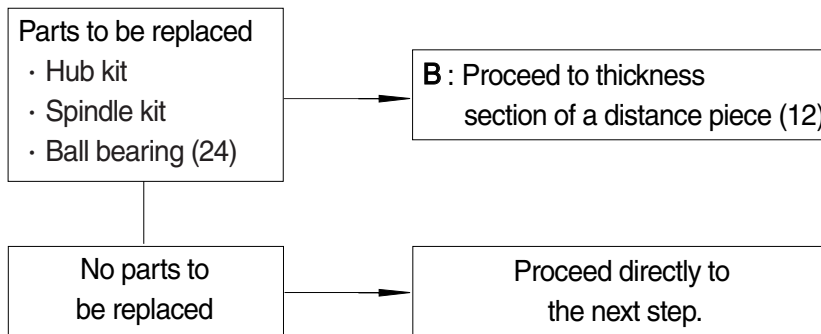 Parts to be replaced
· Hub kit
· Spindle kit
· Ball bearing (24)
B : Proceed to thickness
section of a distance piece (12)
No parts to
be replaced
Proceed directly to
the next step.